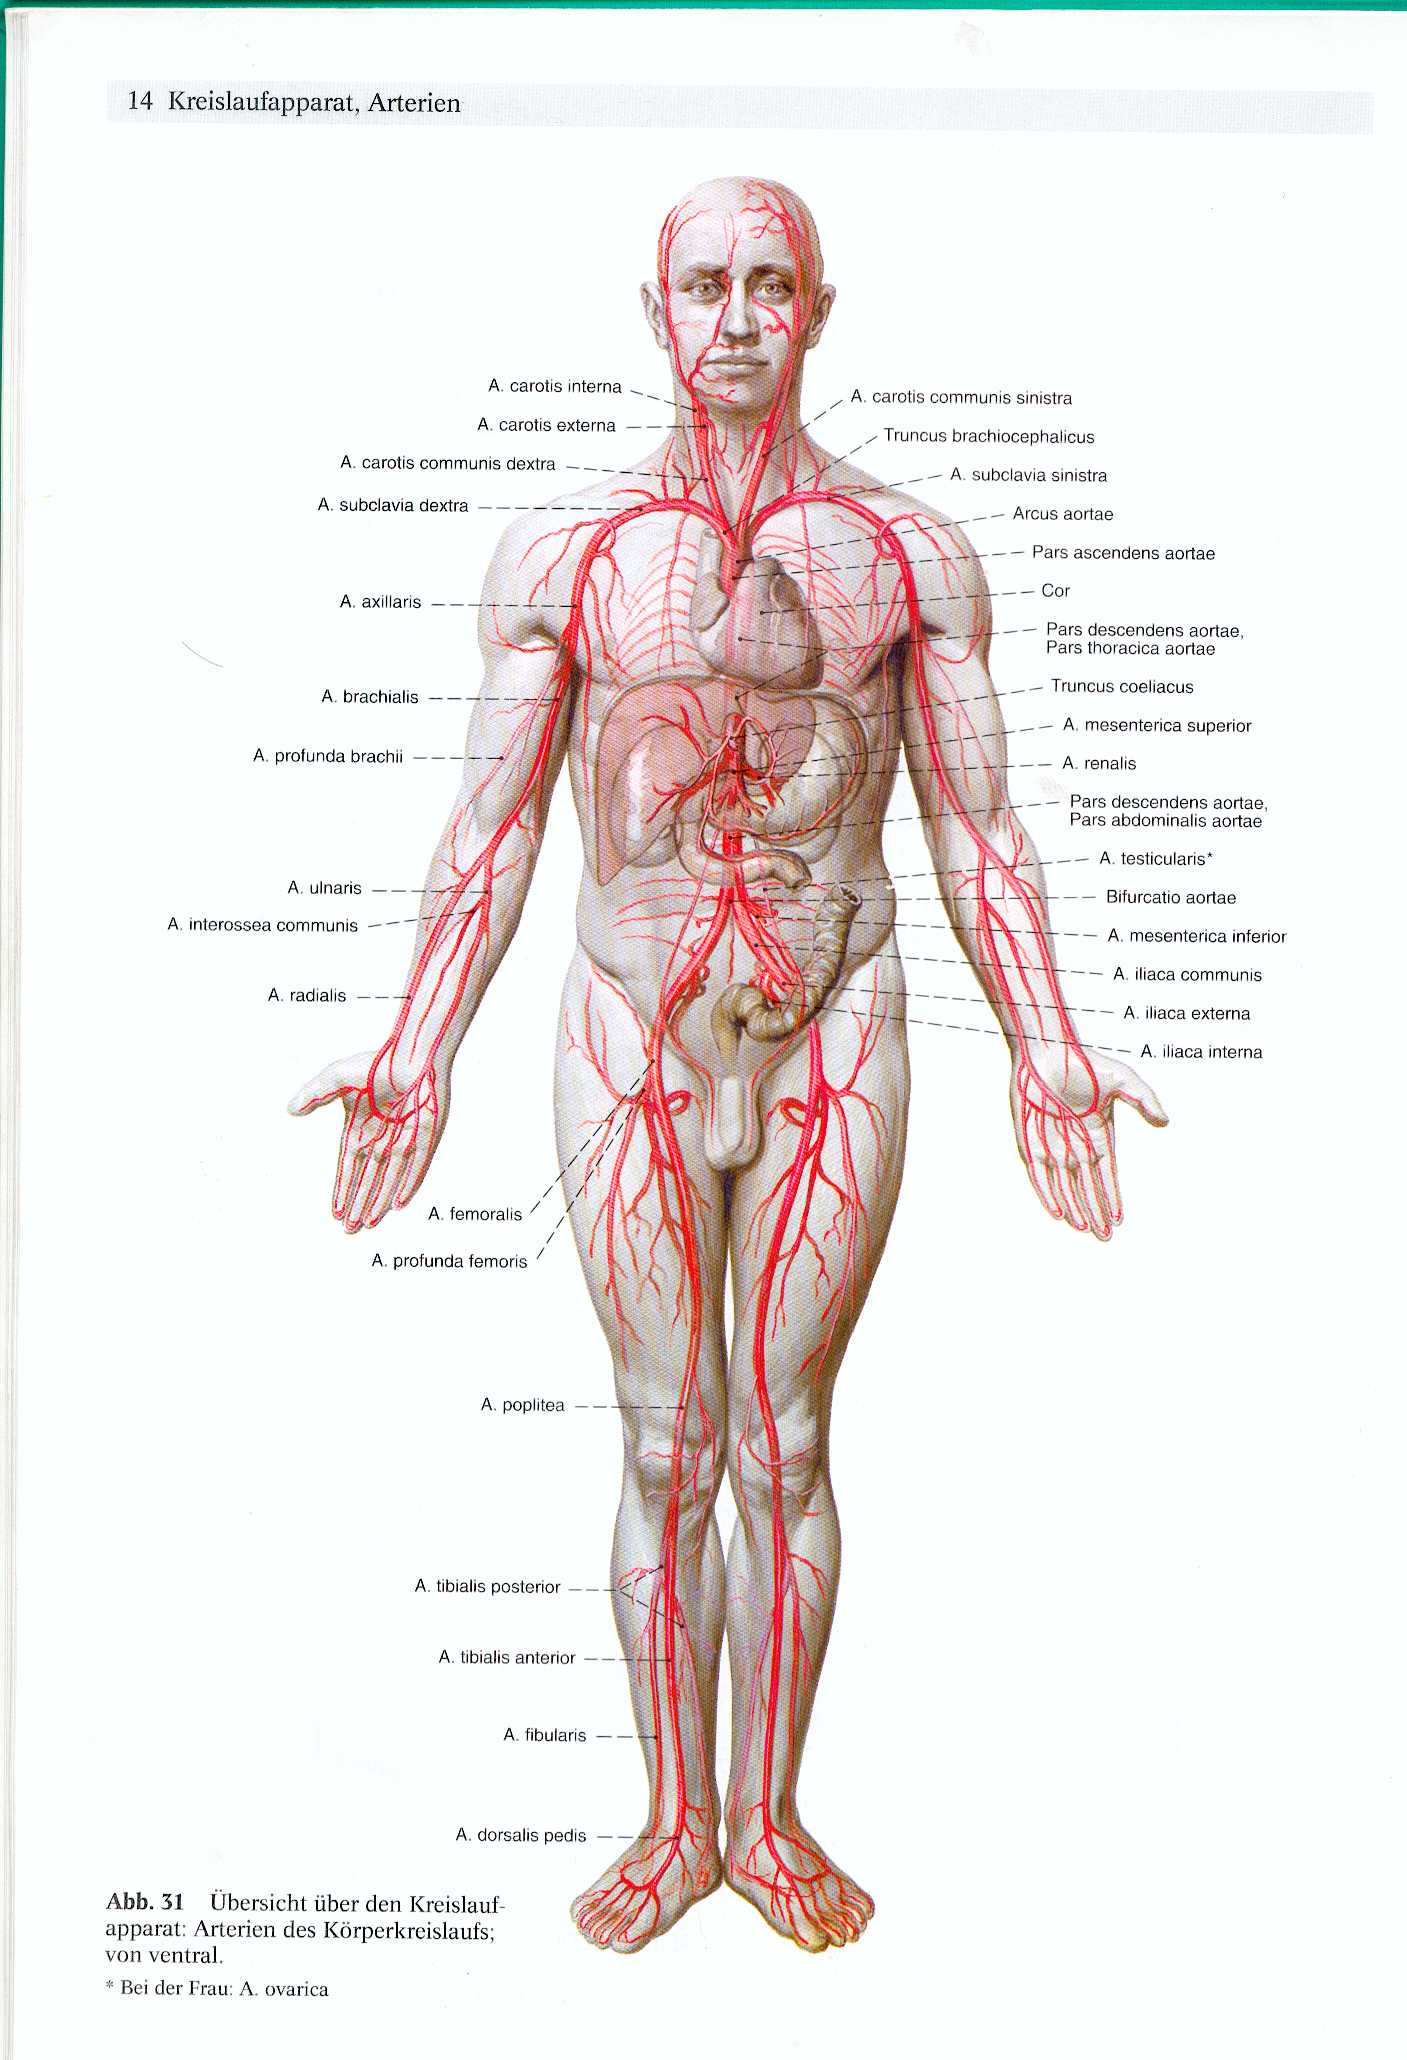 14 Kreislaufapparat, Arterien
A. carotis interna
A. carotis externa
A. carotis communis dextra
A. subclavia dextra
A. axillaris
A. brachialis
A. profunda brachii
A. ulnaris
A. interossea communis
A. radialis
A. femoralis
A. profunda femoris
A. poplitea
A. tibialis posterior
A. tibialis anterior
A. fibularis
A. dorsalis pedis
A. carotis communis sinistra
Truncus brachiocephalicus
A. subclavia sinistra
Arcus aortae
Pars ascendens aortae
Cor
Pars descendens aortae,
Pars thoracica aortae
Truncus coeliacus
A. mesenterica superior
A. renalis
Pars descendens aortae,
Pars abdominalis aortae
A. testicularis*
Bifurcatio aortae
A. mesenterica inferior
A. iliaca communis
A. iliaca externa
A. iliaca interna
Abb. 31 Übersicht über den Kreislauf-
apparat: Arterien des Körperkreislaufs;
von ventral.
* Bei der Frau: A. ovarica